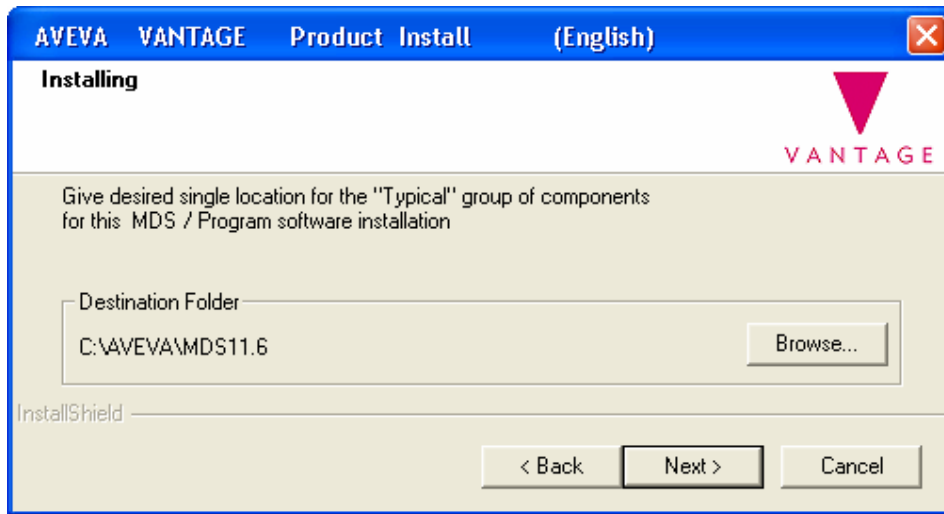 AVEVA VANTAGE Product Install (English)
Installing
VANTAGE
Give desired single location for the "Typical" group of components
for this MDS / Program software installation
Destination Folder
C:\AVEVA\MDS11.6
Browse...
InstallShield
< Back Next > Cancel